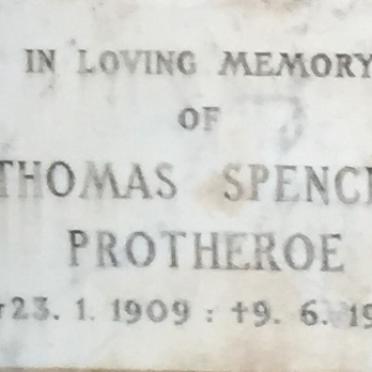 IN LOVING MEMORY
OF
THOMAS SPENC
PROTHEROE
23. 1. 1909 : †9. 6. 19